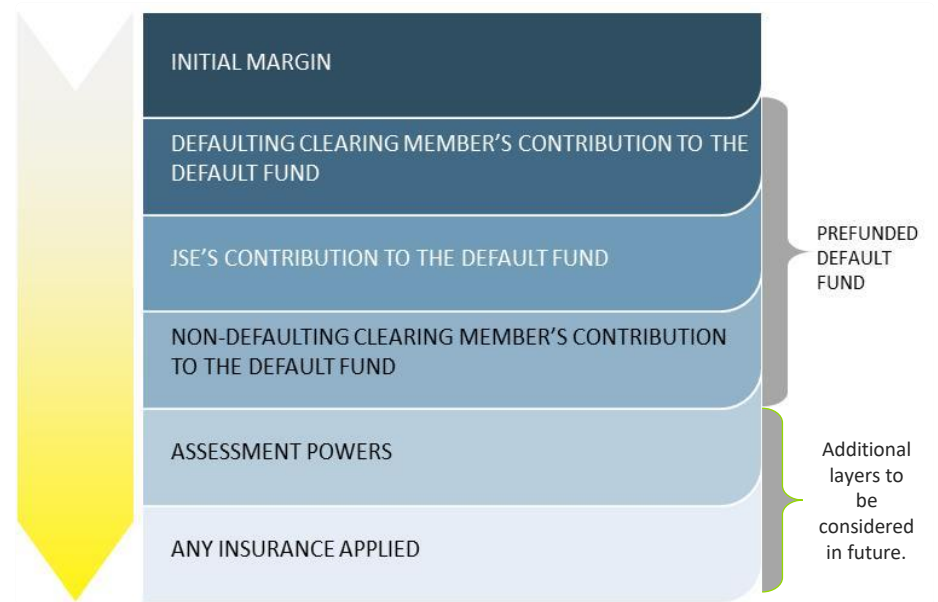 INITIAL MARGIN
DEFAULTING CLEARING MEMBER'S CONTRIBUTION TO THE
DEFAULT FUND
JSE'S CONTRIBUTION TO THE DEFAULT FUND
NON-DEFAULTING CLEARING MEMBER'S CONTRIBUTION
TO THE DEFAULT FUND
PREFUNDED
DEFAULT
FUND
ASSESSMENT POWERS
ANY INSURANCE APPLIED
Additional
layers to
be
considered
in future.